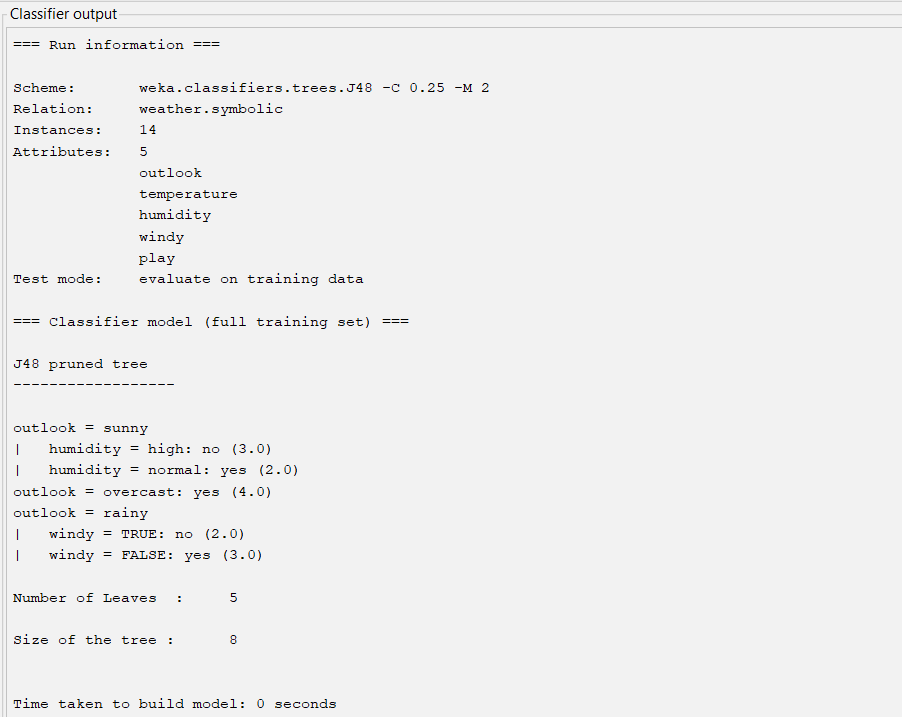 Classifier output
=== Run information ===
Scheme:       weka.classifiers.trees.J48 -C 0.25 -M 2
Relation:     weather.symbolic
Instances:    14
Attributes:   5
              outlook
              temperature
              humidity
              windy
              play
Test mode:    evaluate on training data
=== Classifier model (full training set) ===
J48 pruned tree
------------------
outlook = sunny
|   humidity = high: no (3.0)
|   humidity = normal: yes (2.0)
outlook = overcast: yes (4.0)
outlook = rainy
|   windy = TRUE: no (2.0)
|   windy = FALSE: yes (3.0)
Number of Leaves  :     5
Size of the tree :      8
Time taken to build model: 0 seconds